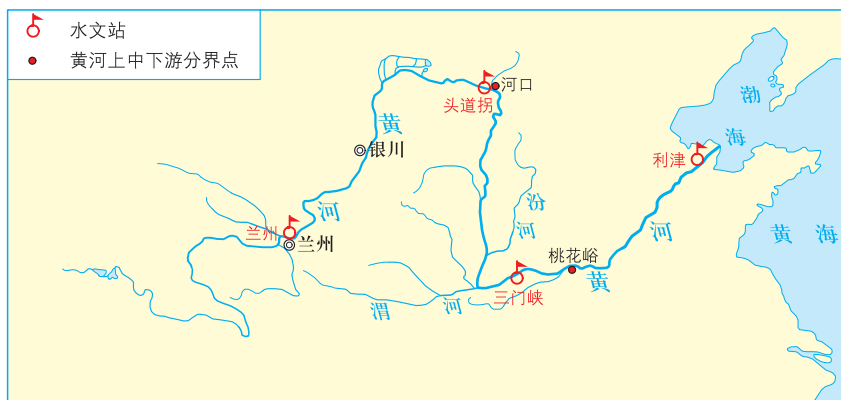 水文站
黄河上中下游分界点
渤
海
头道拐
河口
黄
银川
利津
汾
河
河
兰州
兰州
河
黄 海
桃花峪
黄
三门峡
渭 河